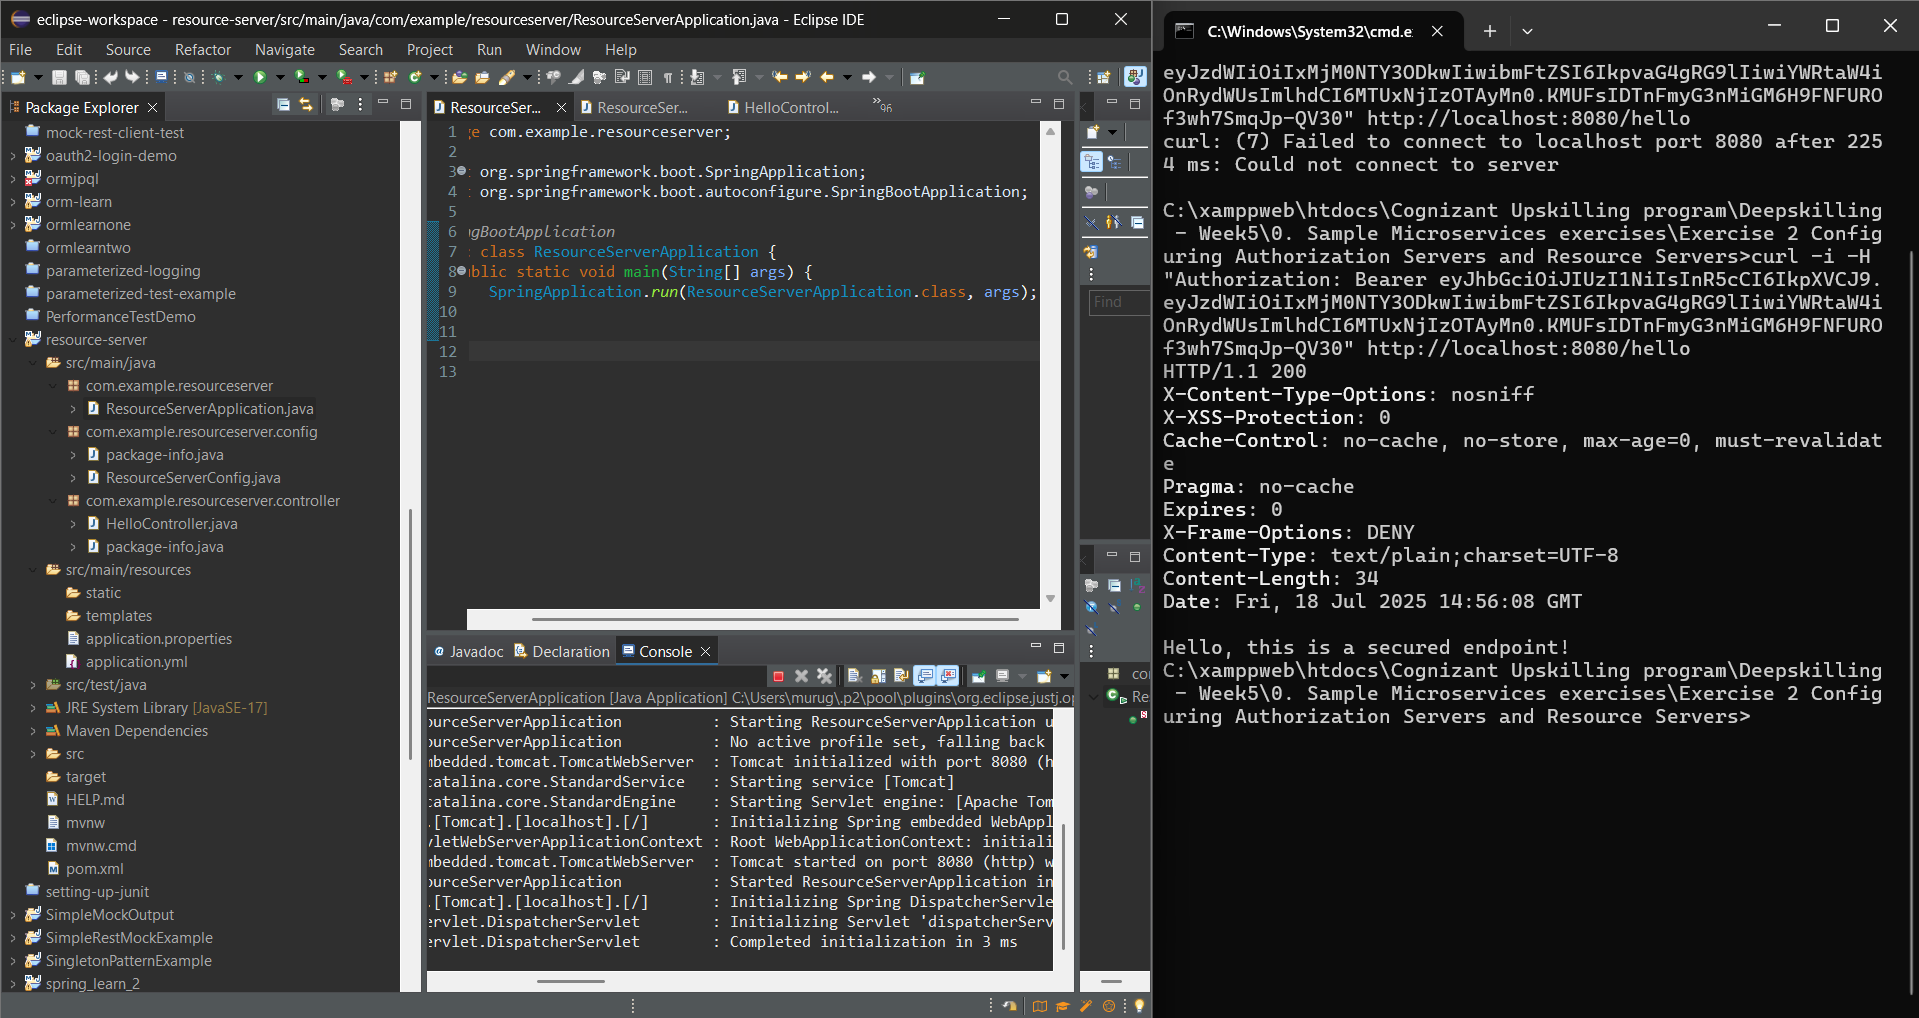 eclipse-workspace - resource-server/src/main/java/com/example/resourceserver/ResourceServerApplication.java - Eclipse IDE
File Edit Source Refactor Navigate Search Project Run Window Help
Package Explorer
mock-rest-client-test
oauth2-login-demo
ormjpql
orm-learn
ormlearnone
ormlearntwo
parameterized-logging
parameterized-test-example
PerformanceTestDemo
resource-server
src/main/java
com.example.resourceserver
ResourceServerApplication.java
com.example.resourceserver.config
package-info.java
ResourceServerConfig.java
com.example.resourceserver.controller
HelloController.java
package-info.java
src/main/resources
static
templates
application.properties
application.yml
src/test/java
JRE System Library [JavaSE-17]
Maven Dependencies
src
target
HELP.md
mvnw
mvnw.cmd
pom.xml
setting-up-junit
SimpleMockOutput
SimpleRestMockExample
SingletonPatternExample
spring_learn_2
ResourceSer... ResourceSer... HelloControl... »96
1 ge com.example.resourceserver;
2
3 org.springframework.boot.SpringApplication;
4 org.springframework.boot.autoconfigure.SpringBootApplication;
5
6 ngBootApplication
7 class ResourceServerApplication {
8 blic static void main(String[] args) {
9 SpringApplication.run(ResourceServerApplication.class, args);
10
11
12
13
Find
Javadoc Declaration Console
ResourceServerApplication [Java Application] C:\Users\murug\.p2\pool\plugins\org.eclipse.justj.op
ourceServerApplication : Starting ResourceServerApplication u
ourceServerApplication : No active profile set, falling back
mbedded.tomcat.TomcatWebServer : Tomcat initialized with port 8080 (h
catalina.core.StandardService : Starting service [Tomcat]
catalina.core.StandardEngine : Starting Servlet engine: [Apache Tom
.[Tomcat].[localhost].[/] : Initializing Spring embedded WebAppl
vletWebServerApplicationContext : Root WebApplicationContext: initiali
mbedded.tomcat.TomcatWebServer : Tomcat started on port 8080 (http) w
ourceServerApplication : Started ResourceServerApplication in
.[Tomcat].[localhost].[/] : Initializing Spring DispatcherServle
ervlet.DispatcherServlet : Initializing Servlet 'dispatcherServ
ervlet.DispatcherServlet : Completed initialization in 3 ms
co
Re
C:\Windows\System32\cmd.e
eyJzdWIiOiIxMjM0NTY3ODkwIiwibmFtZSI6IkpvaG4gRG9lIiwiYWRtaW4i
OnRydWUsImlhdCI6MTUxNjIzOTAyMn0.KMUFsIDTnFmyG3nMiGM6H9FNFURO
f3wh7SmqJp-QV30" http://localhost:8080/hello
curl: (7) Failed to connect to localhost port 8080 after 225
4 ms: Could not connect to server
C:\xamppweb\htdocs\Cognizant Upskilling program\Deepskilling
- Week5\0. Sample Microservices exercises\Exercise 2 Config
uring Authorization Servers and Resource Servers>curl -i -H
"Authorization: Bearer eyJhbGciOiJIUzI1NiIsInR5cCI6IkpXVCJ9.
eyJzdWIiOiIxMjM0NTY3ODkwIiwibmFtZSI6IkpvaG4gRG9lIiwiYWRtaW4i
OnRydWUsImlhdCI6MTUxNjIzOTAyMn0.KMUFsIDTnFmyG3nMiGM6H9FNFURO
f3wh7SmqJp-QV30" http://localhost:8080/hello
HTTP/1.1 200
X-Content-Type-Options: nosniff
X-XSS-Protection: 0
Cache-Control: no-cache, no-store, max-age=0, must-revalidat
e
Pragma: no-cache
Expires: 0
X-Frame-Options: DENY
Content-Type: text/plain;charset=UTF-8
Content-Length: 34
Date: Fri, 18 Jul 2025 14:56:08 GMT
Hello, this is a secured endpoint!
C:\xamppweb\htdocs\Cognizant Upskilling program\Deepskilling
- Week5\0. Sample Microservices exercises\Exercise 2 Config
uring Authorization Servers and Resource Servers>